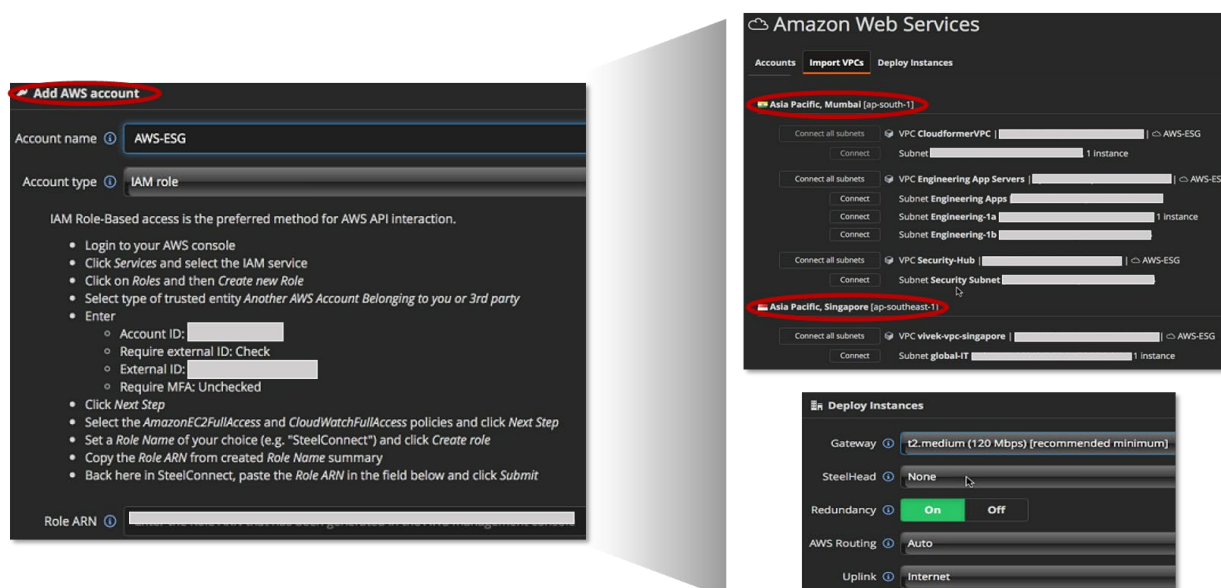 Add AWS account
Account name AWS-ESG
Account type IAM role
IAM Role-Based access is the preferred method for AWS API interaction.
• Login to your AWS console
• Click Services and select the IAM service
• Click on Roles and then Create new Role
• Select type of trusted entity Another AWS Account Belonging to you or 3rd party
• Enter
○ Account ID:
○ Require external ID: Check
○ External ID:
○ Require MFA: Unchecked
• Click Next Step
• Select the AmazonEC2FullAccess and CloudWatchFullAccess policies and click Next Step
• Set a Role Name of your choice (e.g. "SteelConnect") and click Create role
• Copy the Role ARN from created Role Name summary
• Back here in SteelConnect, paste the Role ARN in the field below and click Submit
Role ARN
Amazon Web Services
Accounts Import VPCs Deploy Instances
Asia Pacific, Mumbai [ap-south-1]
Connect all subnets VPC CloudformerVPC | | AWS-ESG
Connect Subnet 1 instance
Connect all subnets VPC Engineering App Servers | | AWS-ES
Connect Subnet Engineering Apps
Connect Subnet Engineering-1a 1 instance
Connect Subnet Engineering-1b
Connect all subnets VPC Security-Hub | | AWS-ESG
Connect Subnet Security Subnet
Asia Pacific, Singapore [ap-southeast-1]
Connect all subnets VPC vivek-vpc-singapore | | AWS-ESG
Connect Subnet global-IT 1 instance
Deploy Instances
Gateway t2.medium (120 Mbps) [recommended minimum]
SteelHead None
Redundancy On Off
AWS Routing Auto
Uplink Internet